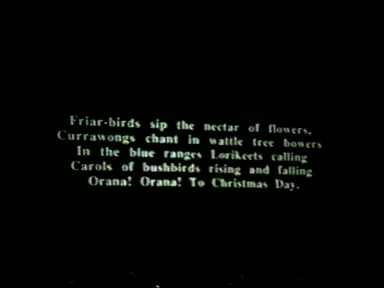 Friar-birds sip the nectar of flowers,
Currawongs chant in wattle tree bowers
In the blue ranges Lorikeets calling
Carols of bushbirds rising and falling
Orana! Orana! To Christmas Day.